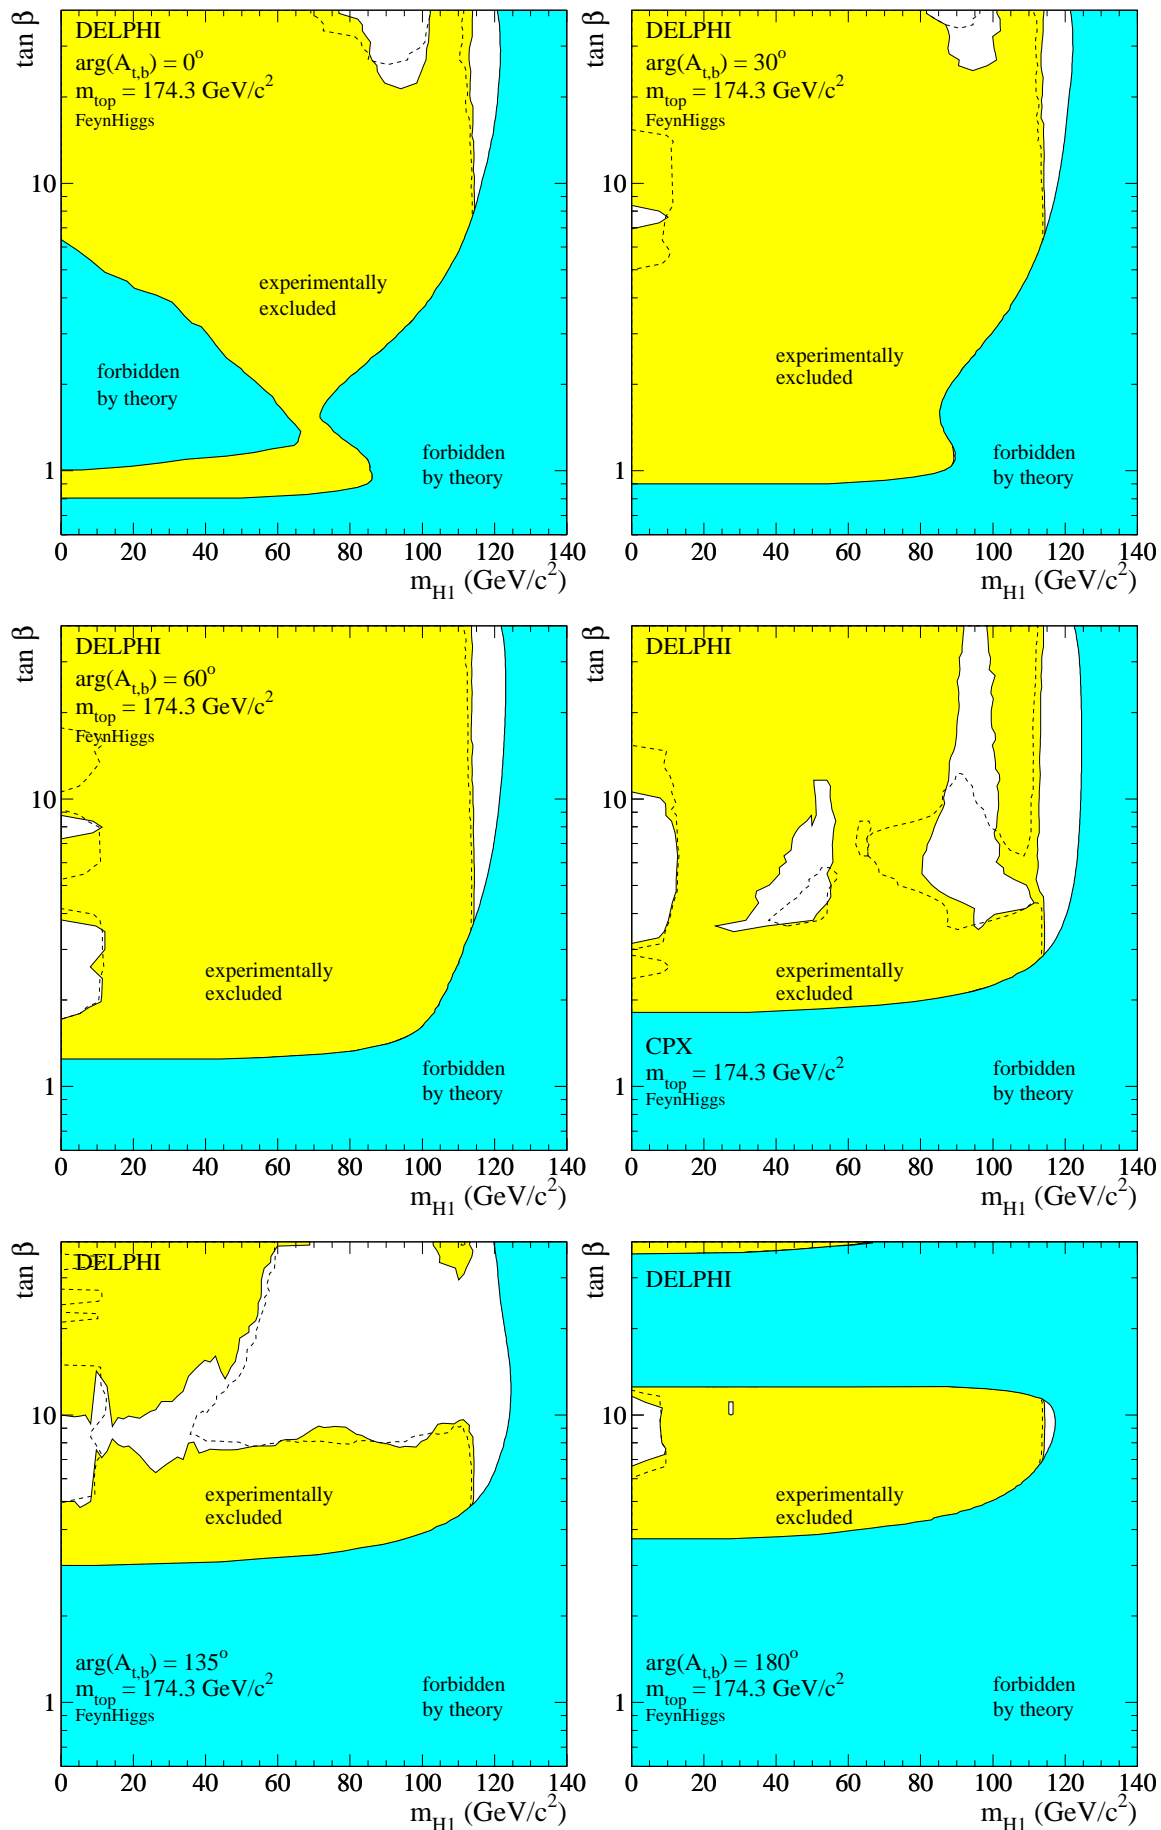 tan β
DELPHI
arg(A_t,b) = 0°
m_top = 174.3 GeV/c²
FeynHiggs
10
experimentally
excluded
forbidden
by theory
forbidden
by theory
1
0 20 40 60 80 100 120 140
m_H1 (GeV/c²)
tan β
DELPHI
arg(A_t,b) = 30°
m_top = 174.3 GeV/c²
FeynHiggs
10
experimentally
excluded
forbidden
by theory
1
0 20 40 60 80 100 120 140
m_H1 (GeV/c²)
tan β
DELPHI
arg(A_t,b) = 60°
m_top = 174.3 GeV/c²
FeynHiggs
10
experimentally
excluded
forbidden
by theory
1
0 20 40 60 80 100 120 140
m_H1 (GeV/c²)
tan β
DELPHI
10
experimentally
excluded
CPX
m_top = 174.3 GeV/c²
FeynHiggs
forbidden
by theory
1
0 20 40 60 80 100 120 140
m_H1 (GeV/c²)
tan β
DELPHI
10
experimentally
excluded
arg(A_t,b) = 135°
m_top = 174.3 GeV/c²
FeynHiggs
forbidden
by theory
1
0 20 40 60 80 100 120 140
m_H1 (GeV/c²)
tan β
DELPHI
10
experimentally
excluded
arg(A_t,b) = 180°
m_top = 174.3 GeV/c²
FeynHiggs
forbidden
by theory
1
0 20 40 60 80 100 120 140
m_H1 (GeV/c²)